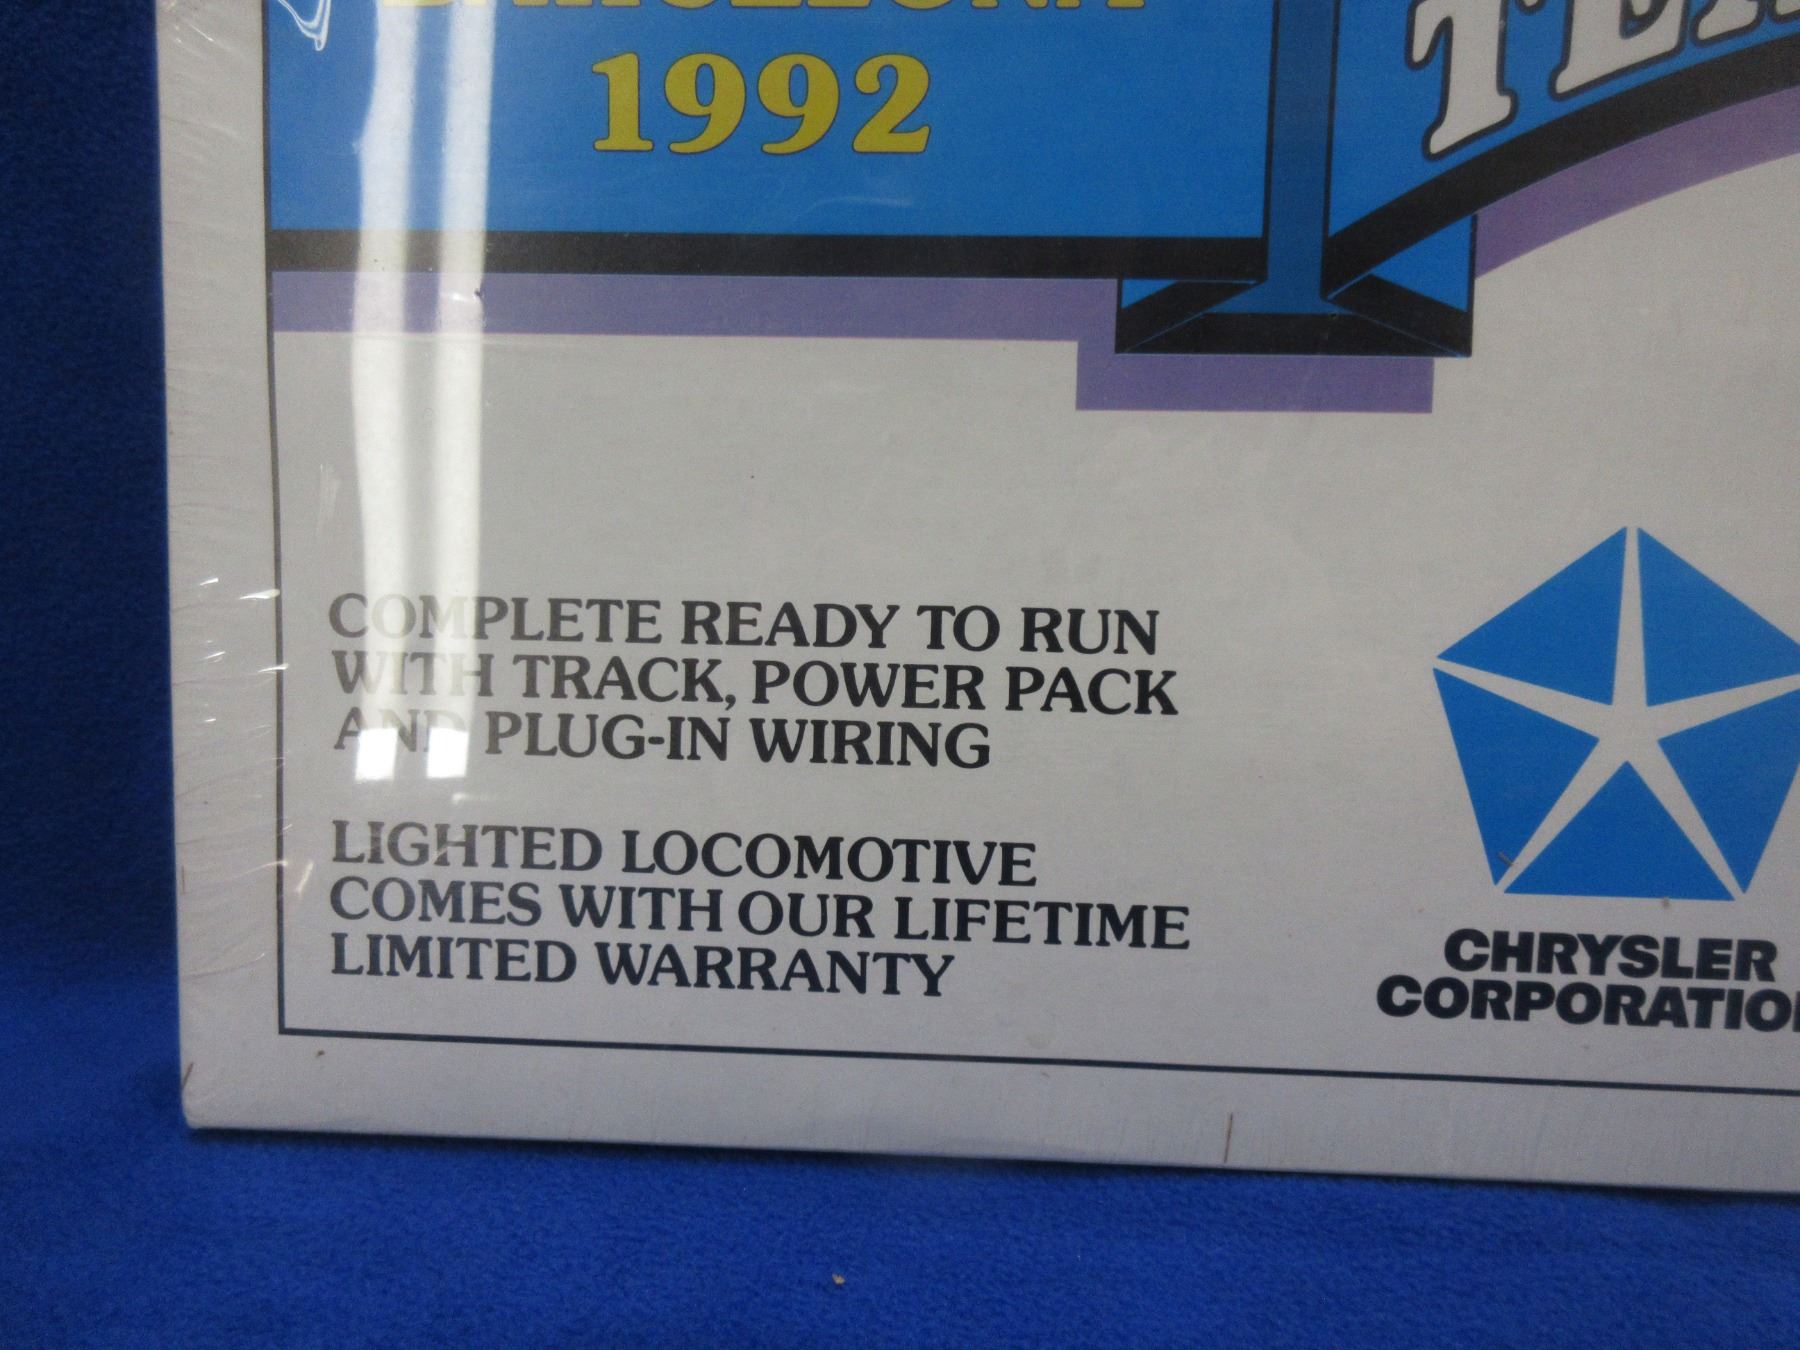 BARCELONA
1992
COMPLETE READY TO RUN
WITH TRACK, POWER PACK
AND PLUG-IN WIRING
LIGHTED LOCOMOTIVE
COMES WITH OUR LIFETIME
LIMITED WARRANTY
CHRYSLER